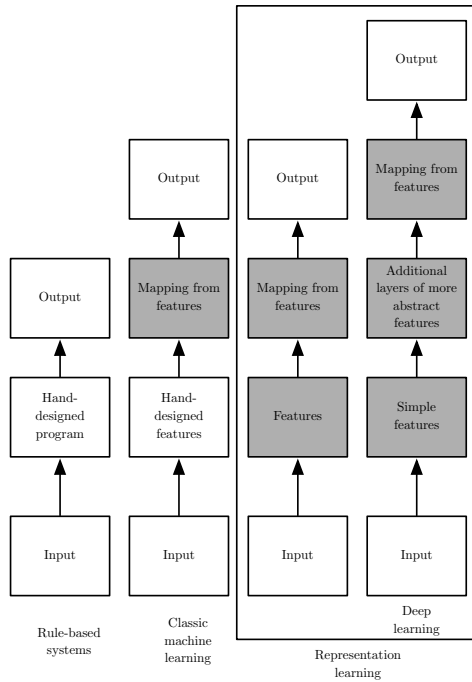 Output
Output
Output
Mapping from
features
Output
Mapping from
features
Mapping from
features
Additional
layers of more
abstract
features
Hand-
designed
program
Hand-
designed
features
Features
Simple
features
Input
Input
Input
Input
Rule-based
systems
Classic
machine
learning
Deep
learning
Representation
learning